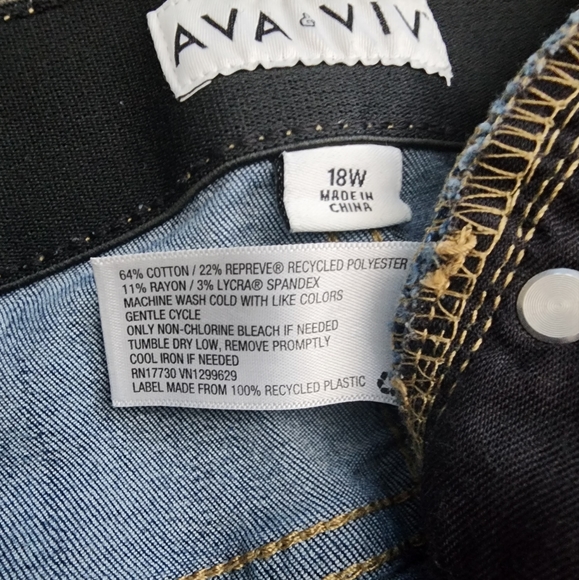 AVA & VIV
18W
MADE IN
CHINA
64% COTTON / 22% REPREVE® RECYCLED POLYESTER
11% RAYON / 3% LYCRA® SPANDEX
MACHINE WASH COLD WITH LIKE COLORS
GENTLE CYCLE
ONLY NON-CHLORINE BLEACH IF NEEDED
TUMBLE DRY LOW, REMOVE PROMPTLY
COOL IRON IF NEEDED
RN17730 VN1299629
LABEL MADE FROM 100% RECYCLED PLASTIC